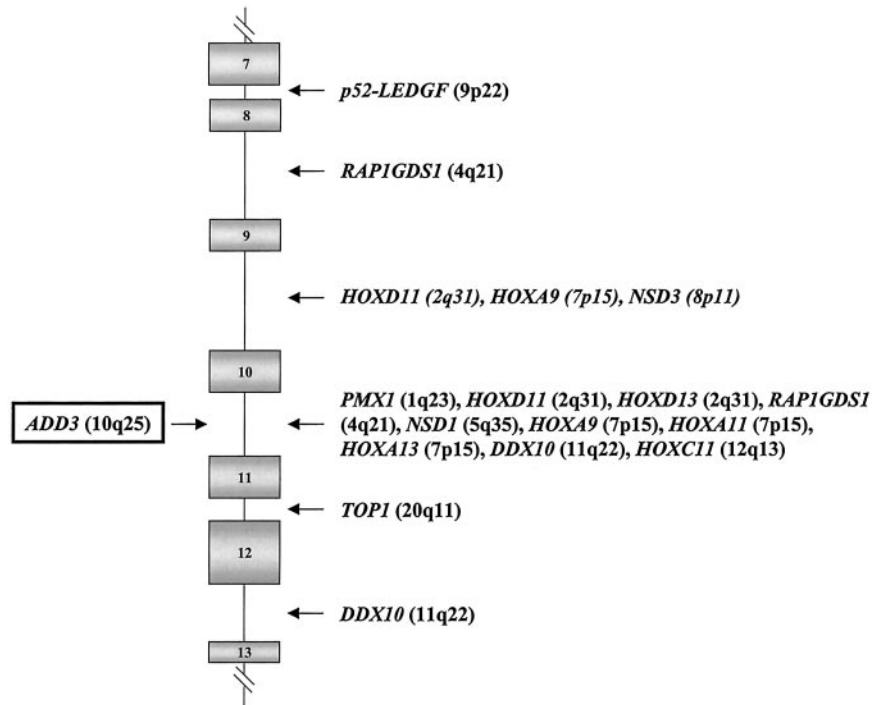 7
p52-LEDGF (9p22)
8
RAP1GDS1 (4q21)
9
HOXD11 (2q31), HOXA9 (7p15), NSD3 (8p11)
10
ADD3 (10q25)
PMX1 (1q23), HOXD11 (2q31), HOXD13 (2q31), RAP1GDS1
(4q21), NSD1 (5q35), HOXA9 (7p15), HOXA11 (7p15),
HOXA13 (7p15), DDX10 (11q22), HOXC11 (12q13)
11
TOP1 (20q11)
12
DDX10 (11q22)
13